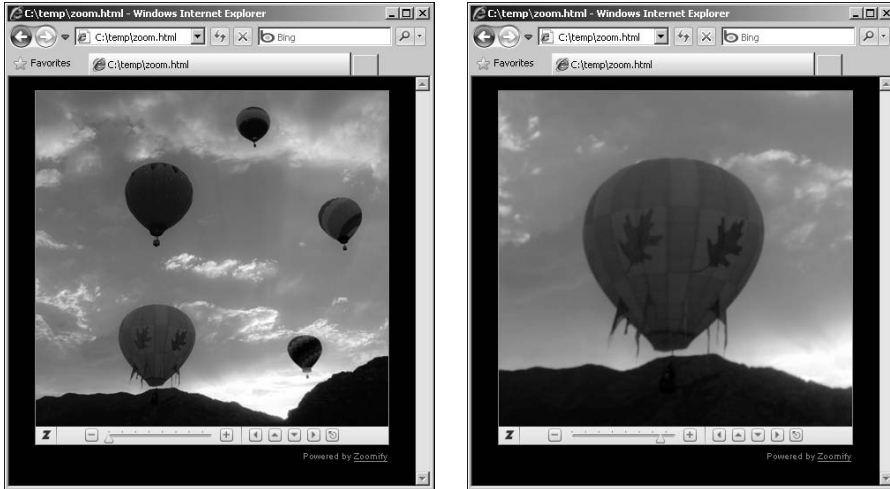 C:\temp\zoom.html - Windows Internet Explorer
C:\temp\zoom.html
Bing
Favorites
C:\temp\zoom.html
Z
Powered by Zoomify
C:\temp\zoom.html - Windows Internet Explorer
C:\temp\zoom.html
Bing
Favorites
C:\temp\zoom.html
Z
Powered by Zoomify